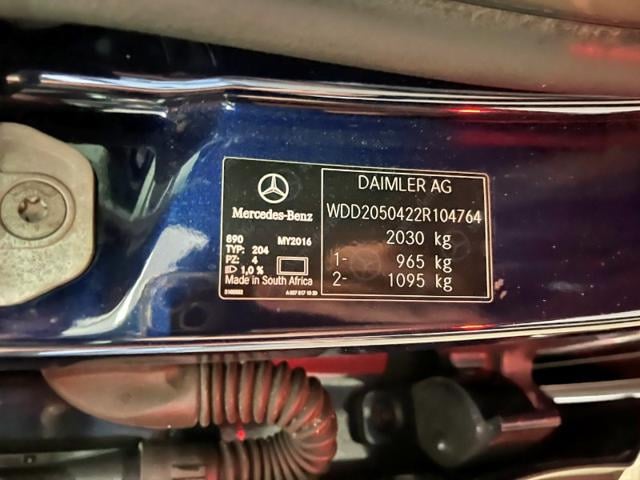 Mercedes-Benz
890 MY2016
TYP: 204
PZ: 4
1,0 %
Made in South Africa
DAIMLER AG
WDD2050422R104764
2030 kg
1- 965 kg
2- 1095 kg